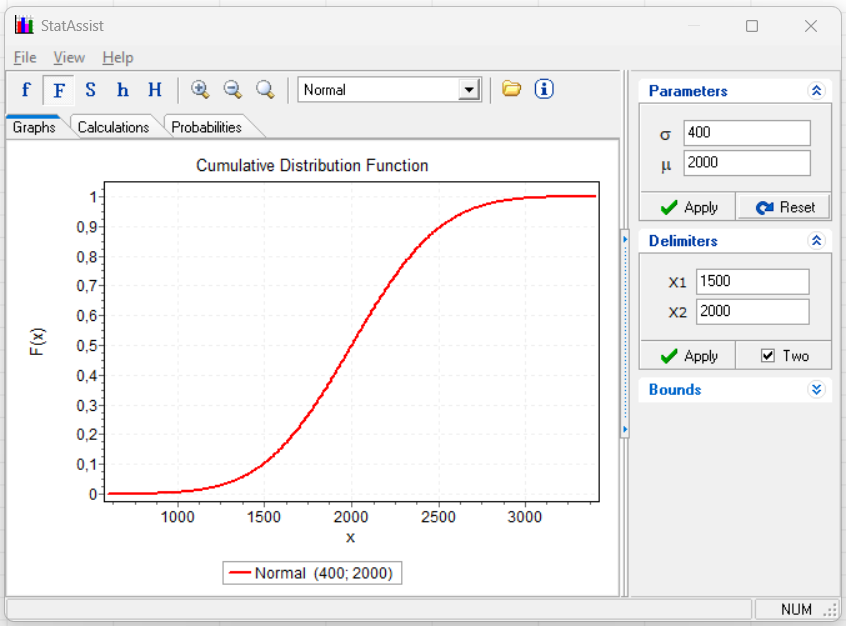 StatAssist
File View Help
f F S h H Normal
Graphs Calculations Probabilities
Cumulative Distribution Function
1
0,9
0,8
0,7
0,6
0,5
0,4
0,3
0,2
0,1
0
F(x)
1000 1500 2000 2500 3000
x
Normal (400; 2000)
Parameters
σ 400
μ 2000
Apply Reset
Delimiters
X1 1500
X2 2000
Apply Two
Bounds
NUM